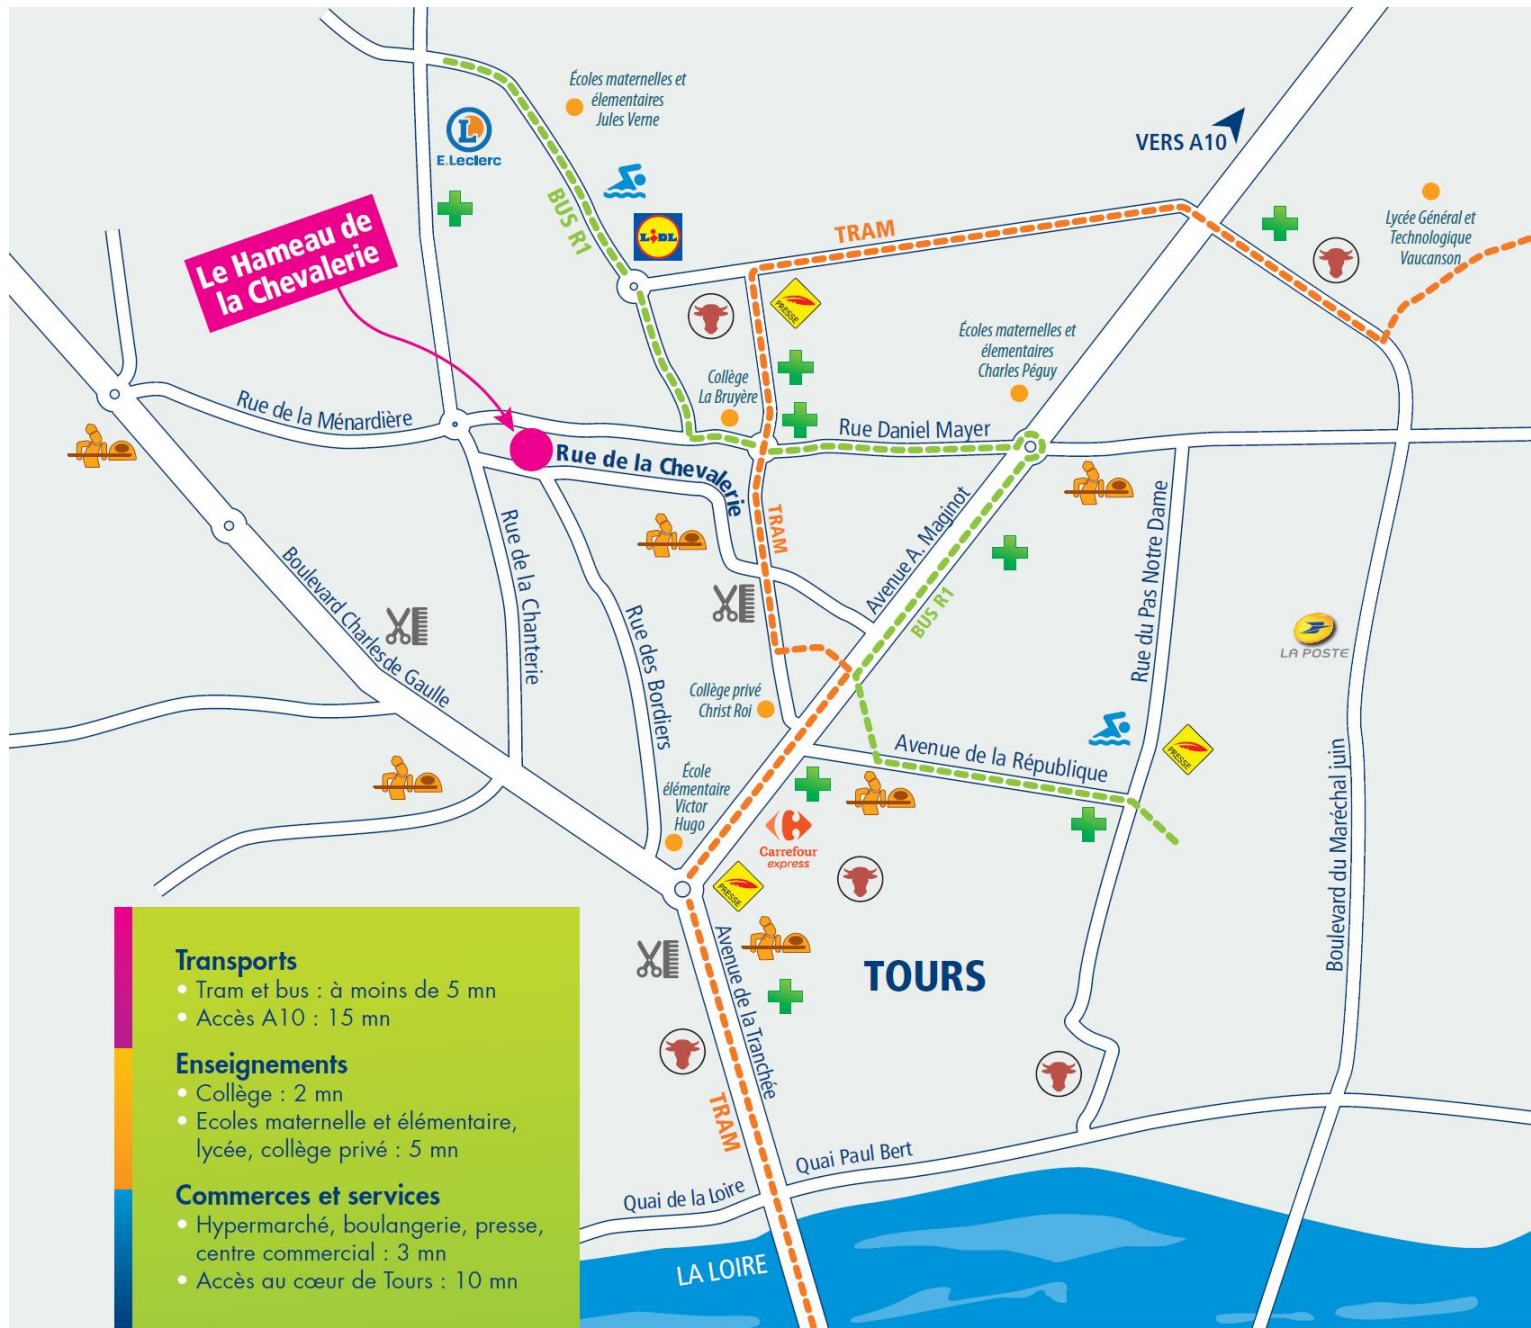 Écoles maternelles et
élementaires
Jules Verne
E.Leclerc
BUS R1
LIDL
TRAM
VERS A10
Lycée Général et
Technologique
Vaucanson
Le Hameau de
la Chevalerie
PRESSE
Écoles maternelles et
élementaires
Charles Péguy
Collège
La Bruyère
Rue de la Ménardière
Rue Daniel Mayer
Rue de la Chevalerie
TRAM
Avenue A. Maginot
BUS R1
Rue du Pas Notre Dame
Boulevard Charles de Gaulle
Rue de la Chanterie
Rue des Bordiers
LA POSTE
Collège privé
Christ Roi
Avenue de la République
PRESSE
École
élémentaire
Victor
Hugo
Carrefour
express
PRESSE
Boulevard du Maréchal juin
Avenue de la Tranchée
TOURS
TRAM
Quai Paul Bert
Quai de la Loire
LA LOIRE
Transports
• Tram et bus : à moins de 5 mn
• Accès A10 : 15 mn
Enseignements
• Collège : 2 mn
• Ecoles maternelle et élémentaire,
lycée, collège privé : 5 mn
Commerces et services
• Hypermarché, boulangerie, presse,
centre commercial : 3 mn
• Accès au cœur de Tours : 10 mn